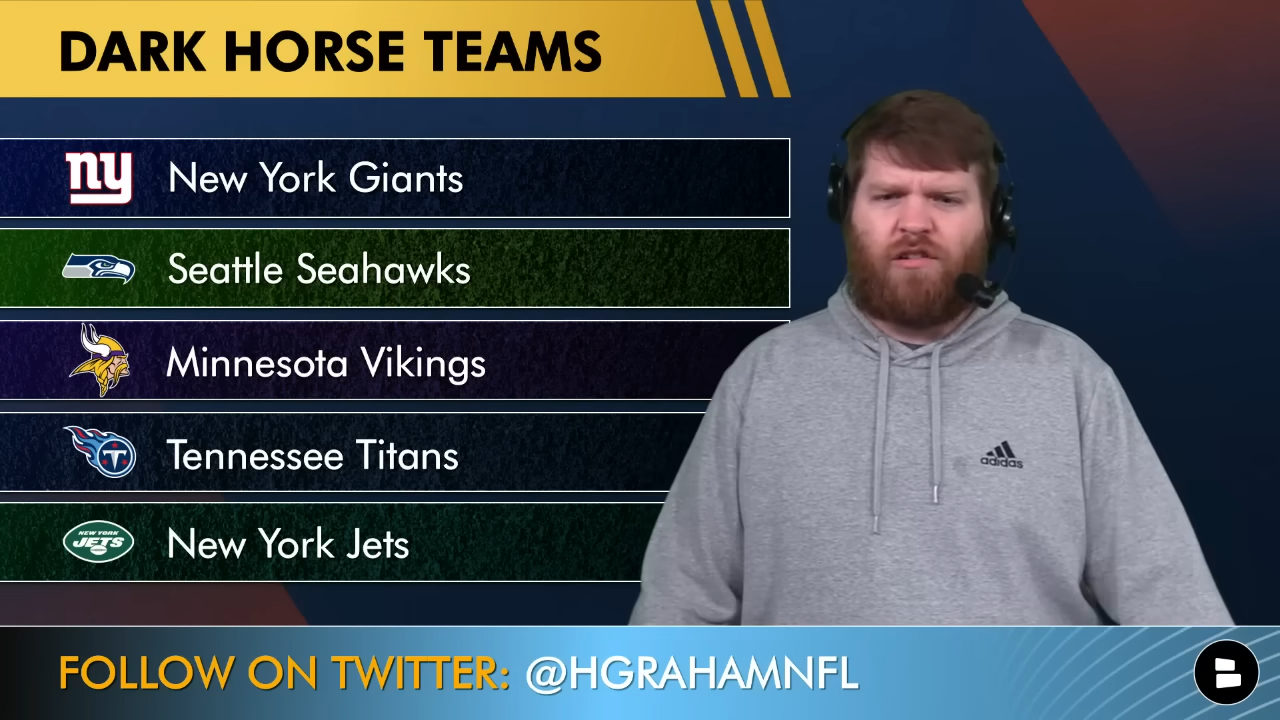 DARK HORSE TEAMS
ny New York Giants
Seattle Seahawks
Minnesota Vikings
T Tennessee Titans
NEW YORK JETS New York Jets
adidas
FOLLOW ON TWITTER: @HGRAHAMNFL